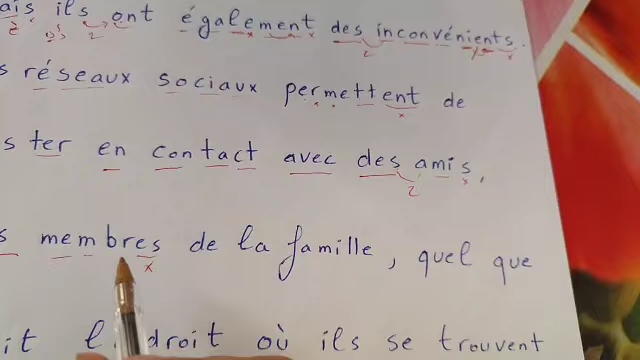 ais ils ont également des inconvénients.
s réseaux sociaux permettent de
ster en contact avec des amis,
s membres de la famille, quel que
it l droit où ils se trouvent